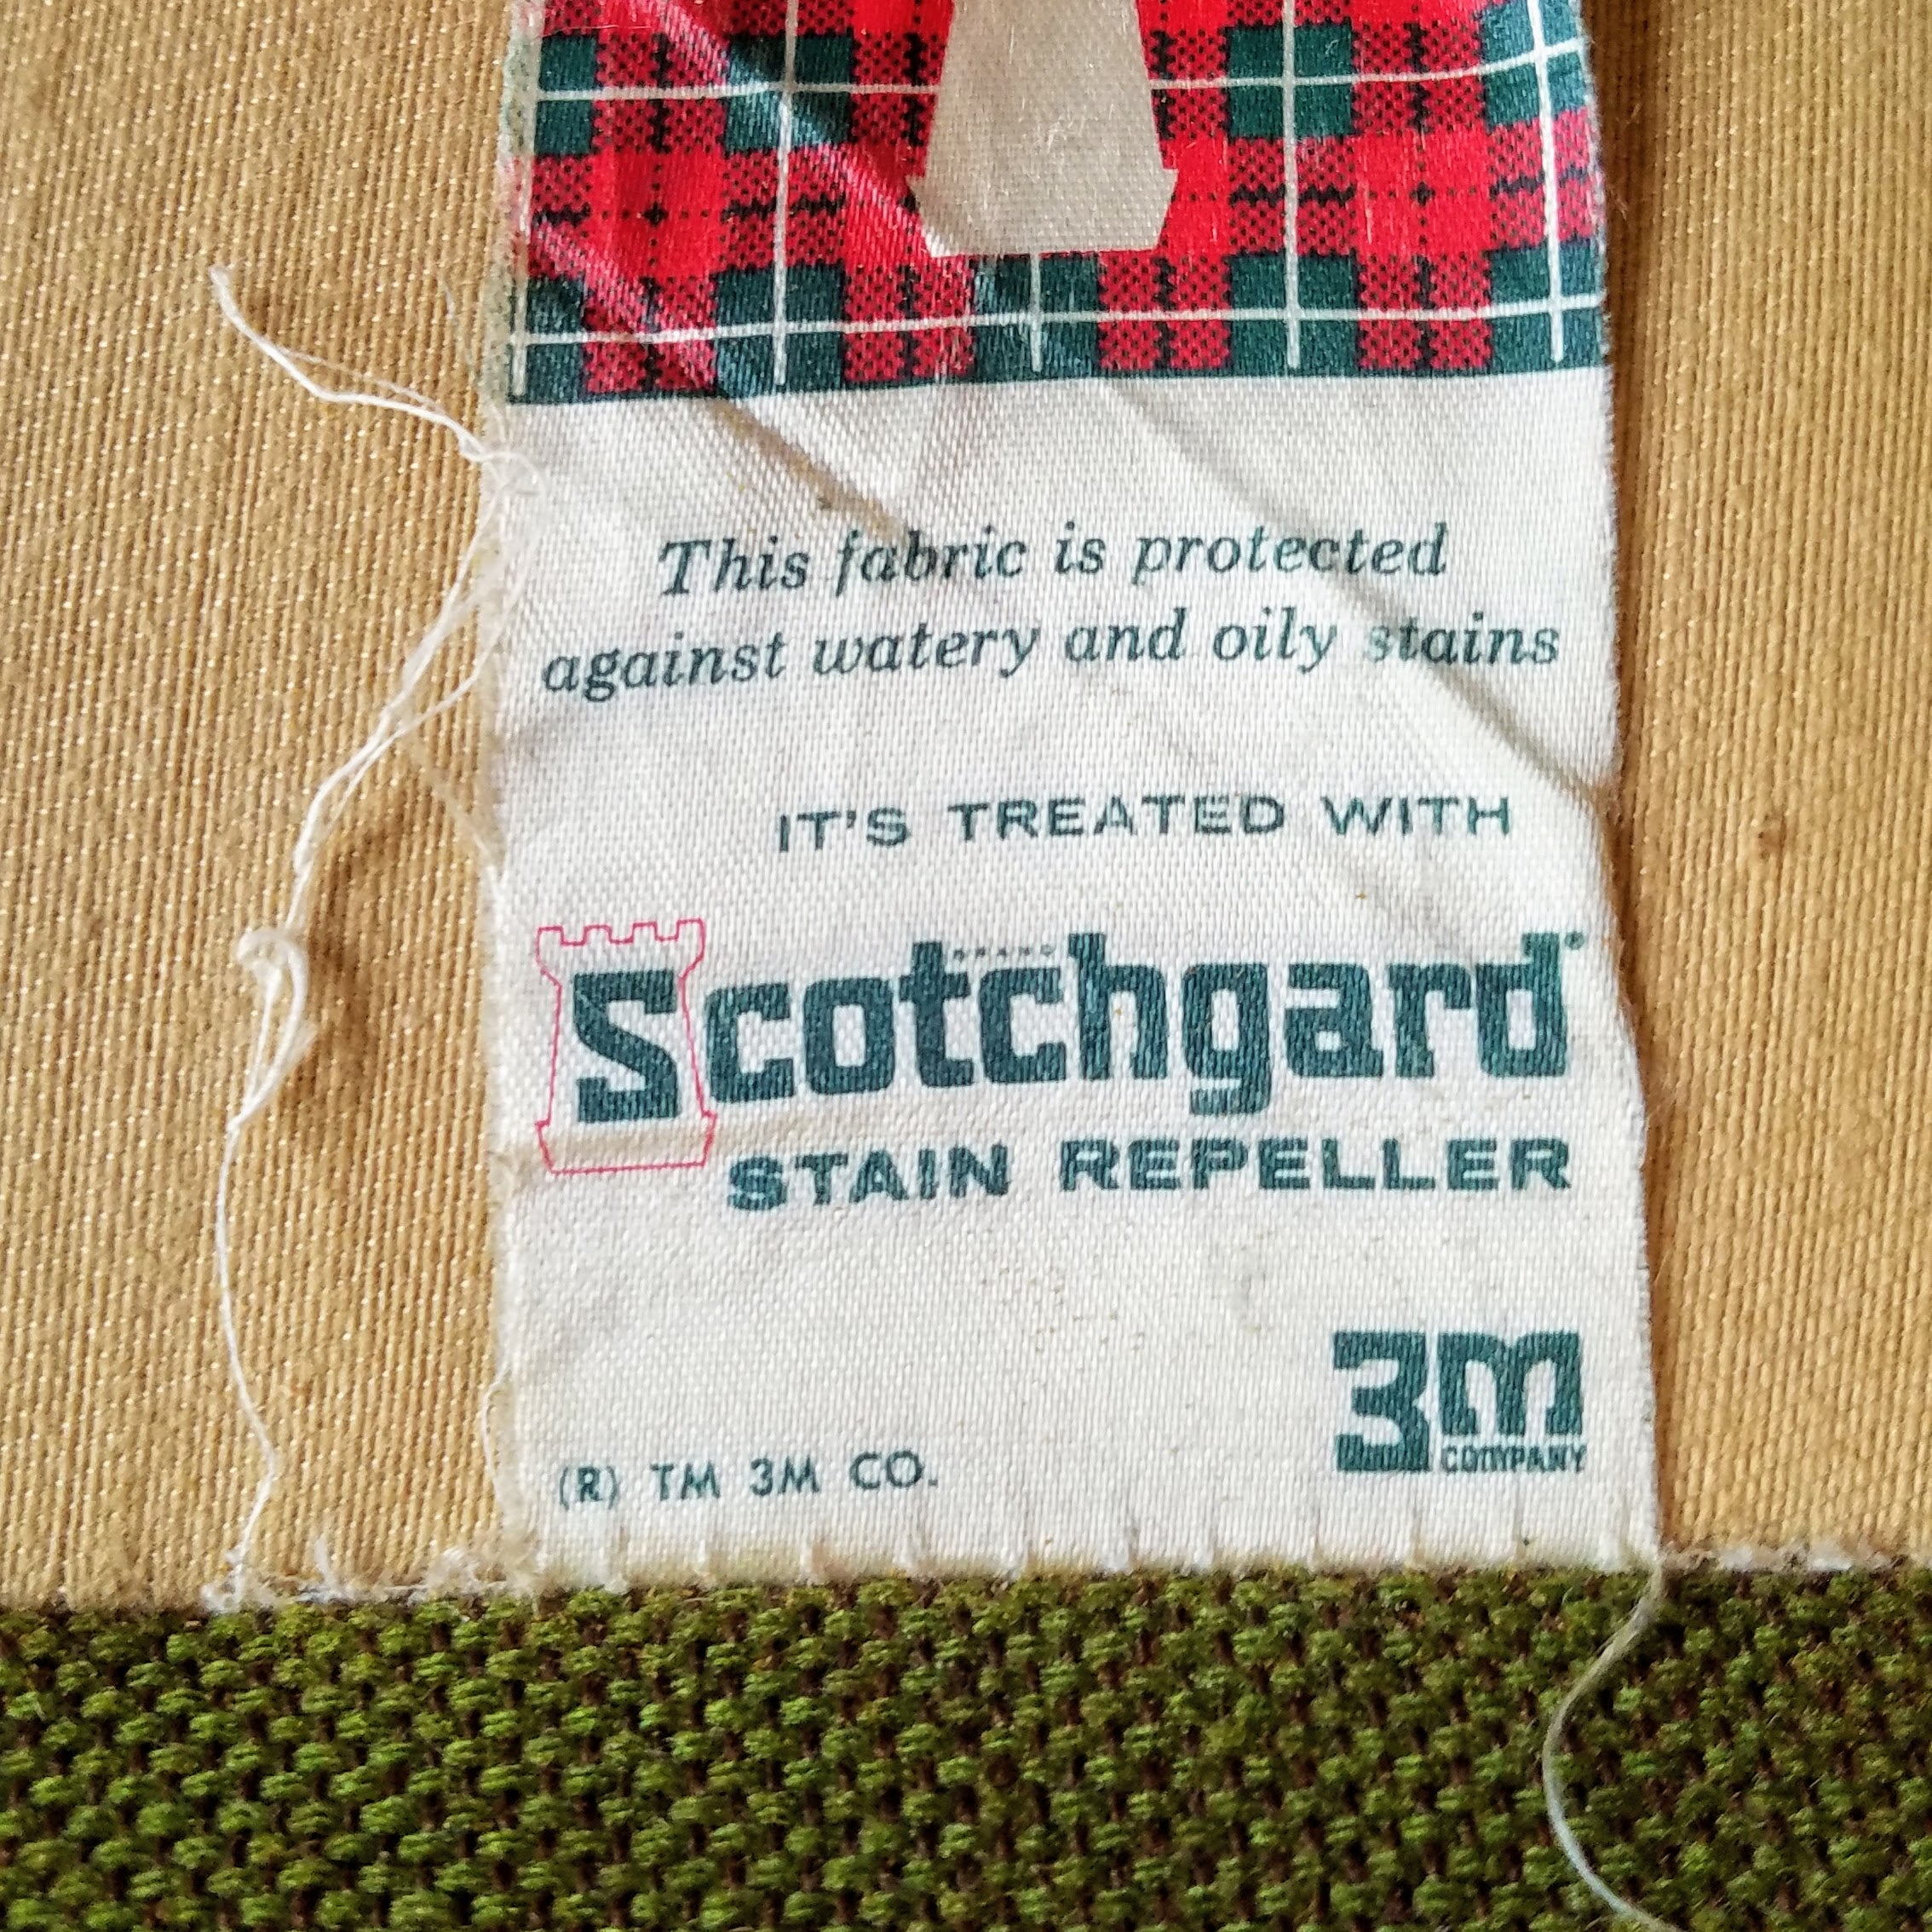 This fabric is protected
against watery and oily stains
IT'S TREATED WITH
BRAND
Scotchgard
STAIN REPELLER
3M
COMPANY
(R) TM 3M CO.